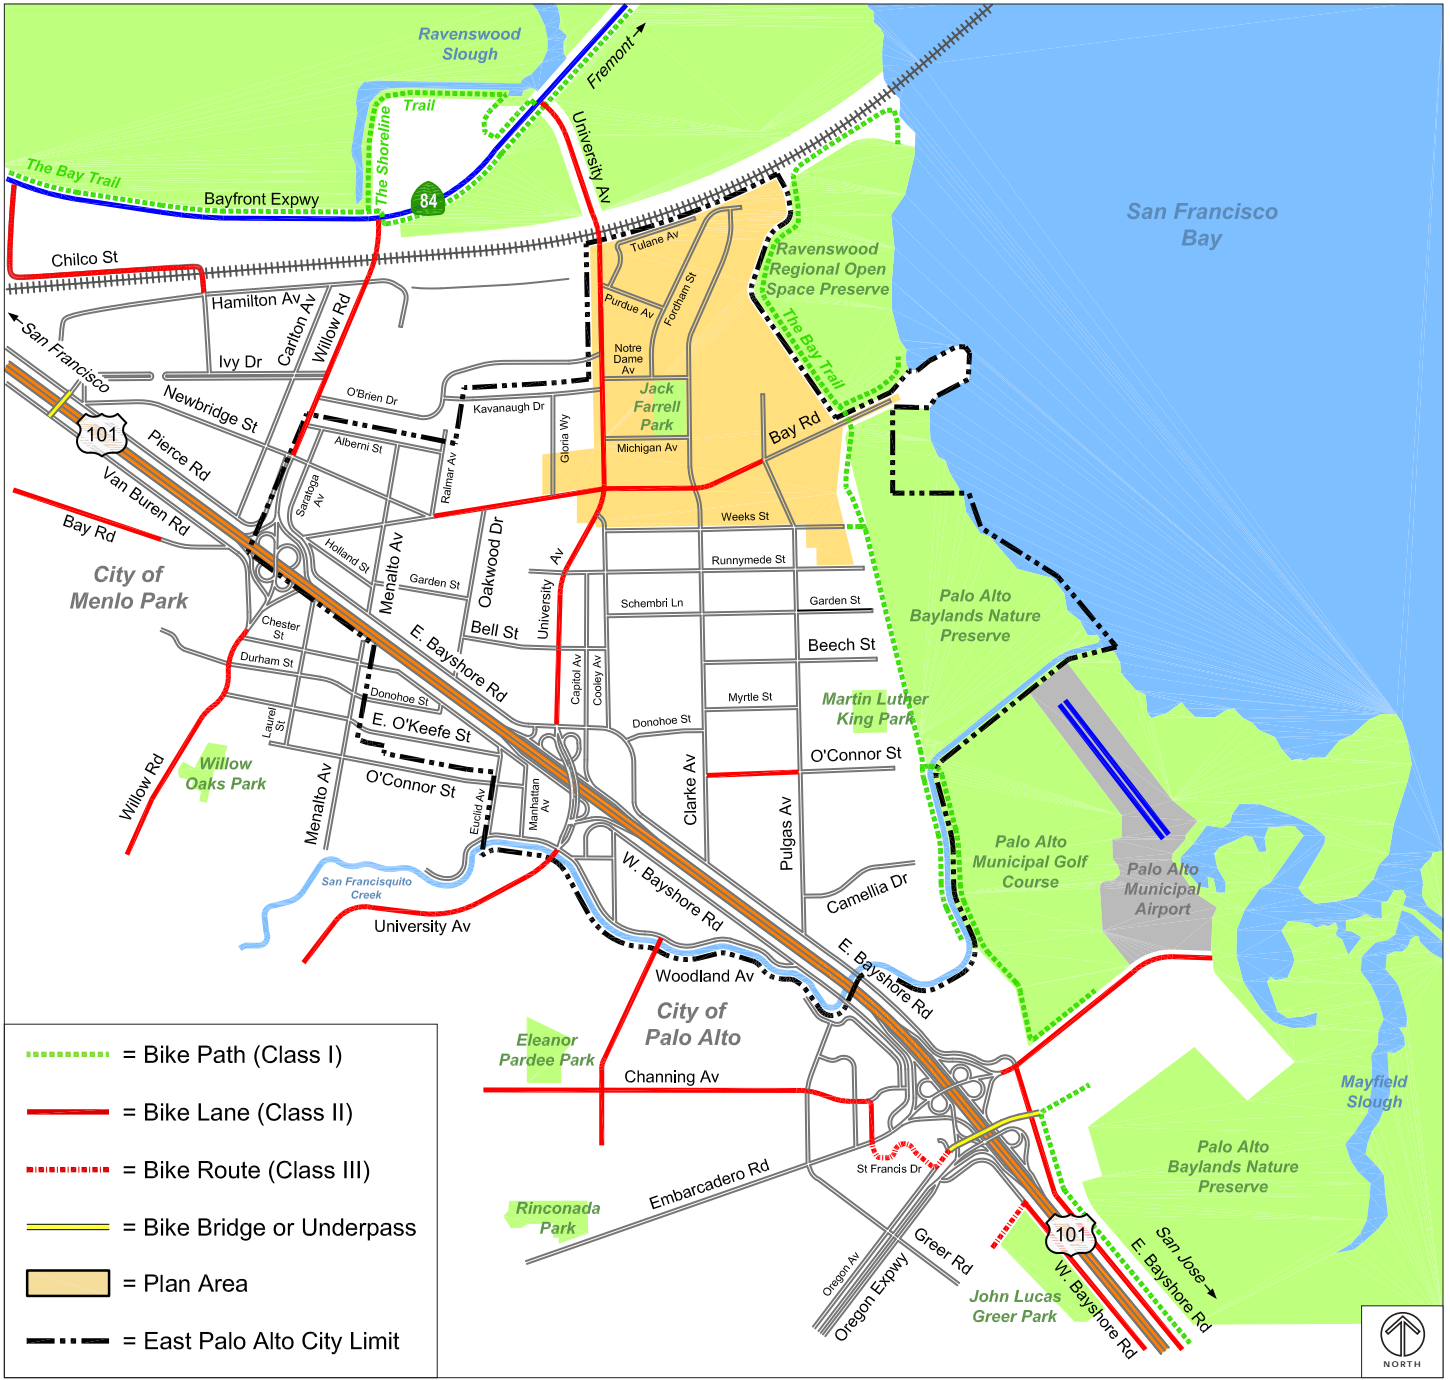 Ravenswood
Slough
Fremont
Trail
The Shoreline
University Av
The Bay Trail
Bayfront Expwy
84
San Francisco
Bay
Chilco St
Tulane Av
Ravenswood
Regional Open
Space Preserve
Hamilton Av
Carlton Av
Willow Rd
Purdue Av
Fordham St
The Bay Trail
San Francisco
Ivy Dr
Notre
Dame
Av
Newbridge St
O'Brien Dr
Kavanaugh Dr
Jack
Farrell
Park
Gloria Wy
Bay Rd
101
Pierce Rd
Alberni St
Michigan Av
Van Buren Rd
Saratoga
Av
Ralmar Av
Bay Rd
Weeks St
Holland St
Menalto Av
Oakwood Dr
University
Av
Runnymede St
City of
Menlo Park
Garden St
Schembri Ln
Garden St
Palo Alto
Baylands Nature
Preserve
Chester
St
E. Bayshore Rd
Bell St
Beech St
Durham St
Capitol Av
Cooley Av
Donohoe St
Myrtle St
Martin Luther
King Park
Laurel
St
E. O'Keefe St
Donohoe St
Willow Rd
Willow
Oaks Park
Menalto Av
O'Connor St
O'Connor St
Euclid Av
Manhattan
Av
Clarke Av
Pulgas Av
Palo Alto
Municipal Golf
Course
Palo Alto
Municipal
Airport
San Francisquito
Creek
W. Bayshore Rd
Camellia Dr
University Av
E. Bayshore Rd
Woodland Av
City of
Palo Alto
Eleanor
Pardee Park
Channing Av
Mayfield
Slough
St Francis Dr
Palo Alto
Baylands Nature
Preserve
Embarcadero Rd
Rinconada
Park
Greer Rd
101
San Jose
E. Bayshore Rd
Oregon Av
Oregon Expwy
W. Bayshore Rd
John Lucas
Greer Park
= Bike Path (Class I)
= Bike Lane (Class II)
= Bike Route (Class III)
= Bike Bridge or Underpass
= Plan Area
= East Palo Alto City Limit
NORTH